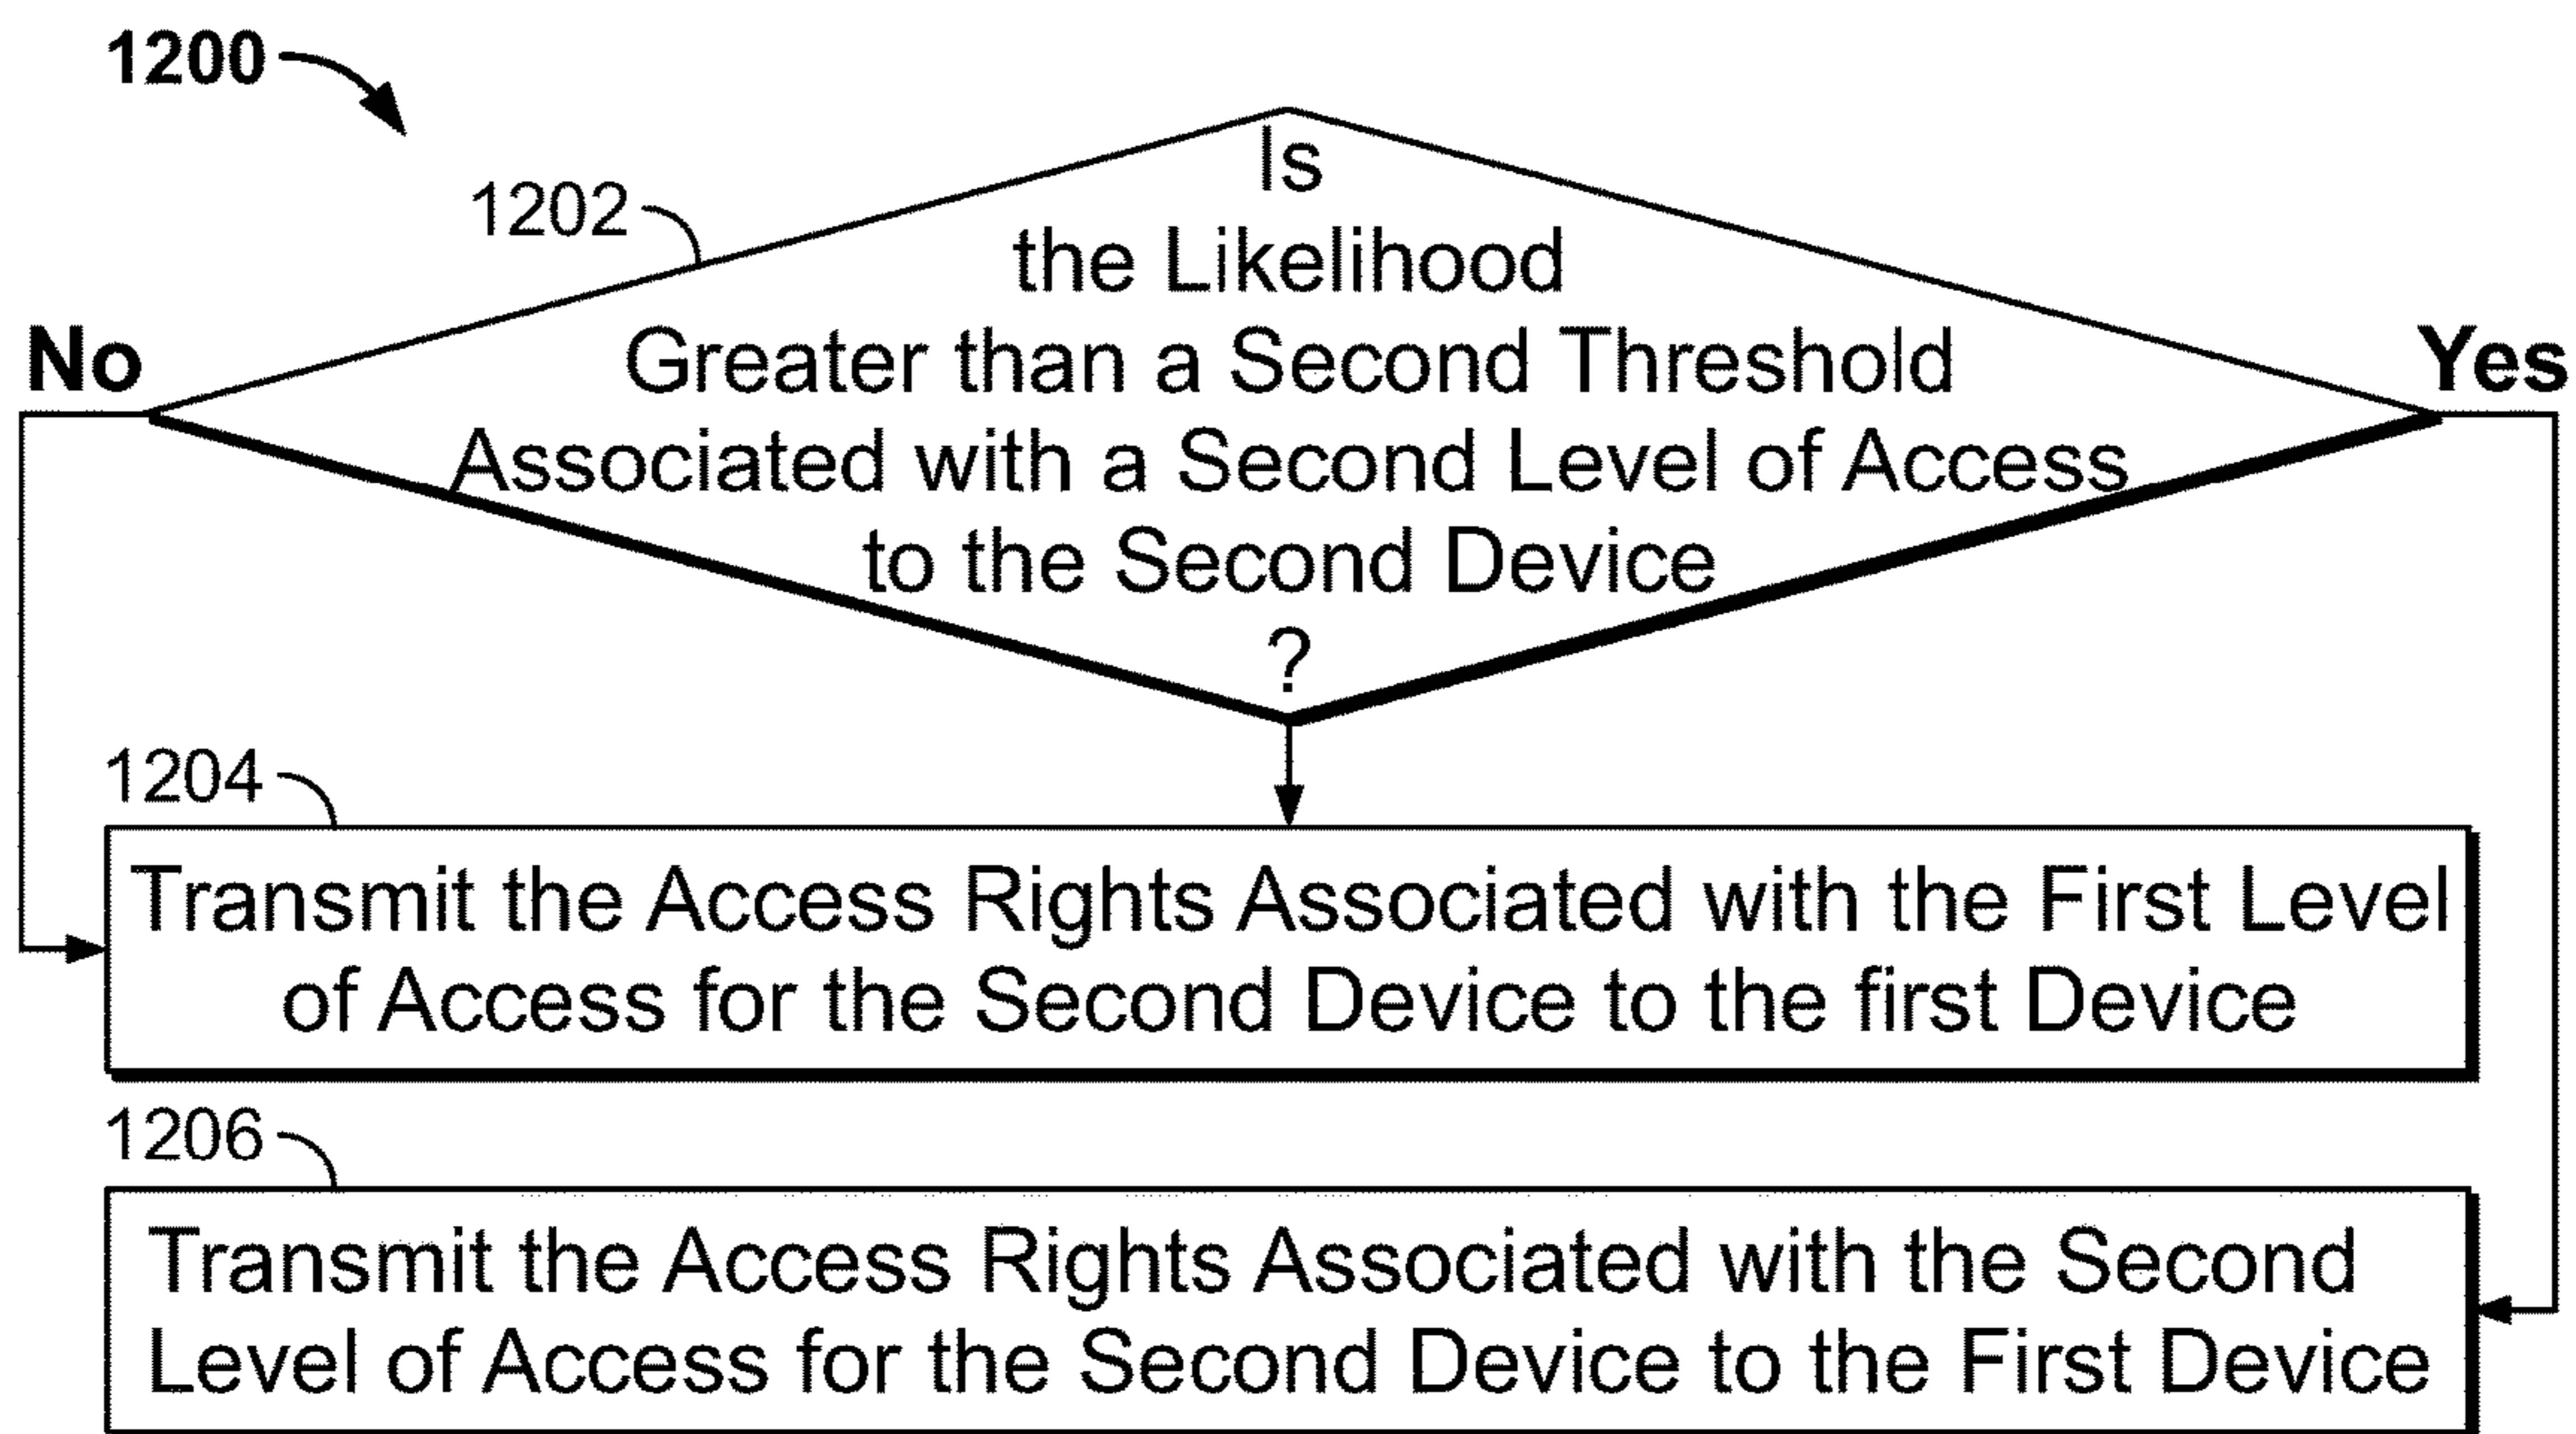 1200
1202
Is
the Likelihood
Greater than a Second Threshold
Associated with a Second Level of Access
to the Second Device
?
No
Yes
1204
Transmit the Access Rights Associated with the First Level
of Access for the Second Device to the first Device
1206
Transmit the Access Rights Associated with the Second
Level of Access for the Second Device to the First Device